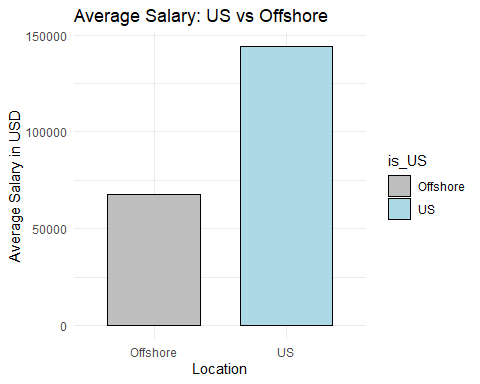 Average Salary: US vs Offshore
Average Salary in USD
150000
100000
50000
0
Offshore
US
Location
is_US
Offshore
US